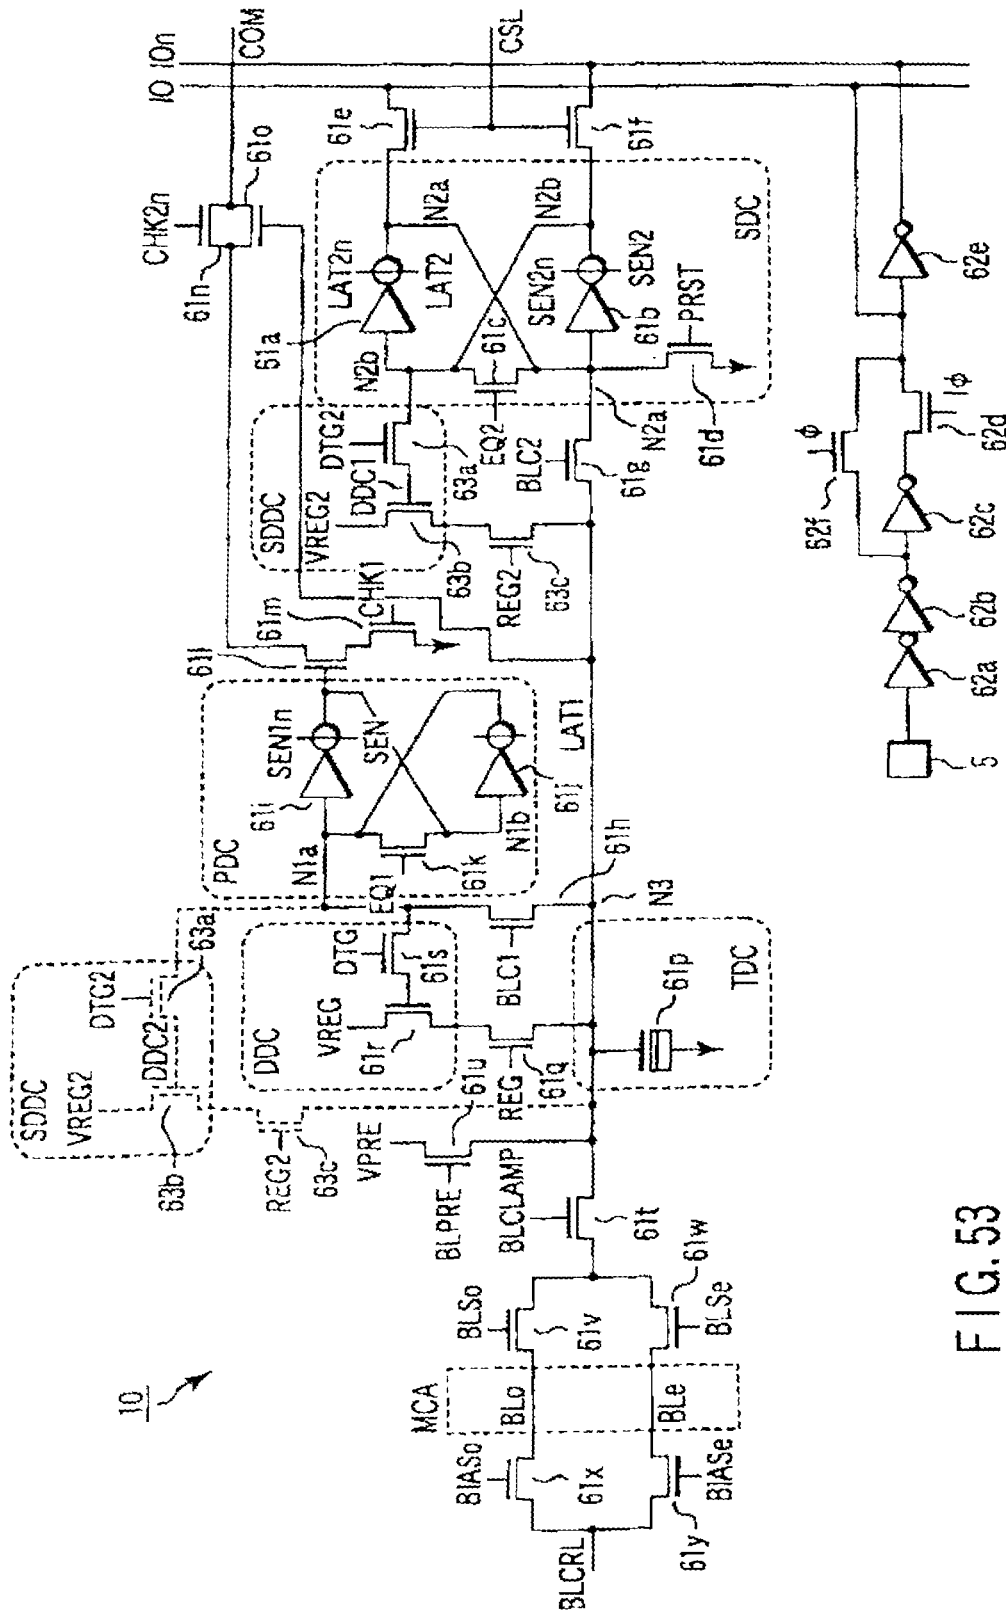 10
IO IOn
COM
CSL
CHK2n
61n
61o
61e
61f
LAT2n
LAT2
61a
N2a
N2b
N2b
SEN2n
SEN2
61b
61c
EQ2
PRST
61d
N2a
SDC
SDDC
VREG2
DTG2
DDC1
63a
63b
REG2
63c
BLC2
61g
61l
61m
CHK1
PDC
N1a
61i
SEN1n
SEN
EQ1
61k
N1b
61j
LAT1
61h
N3
BLC1
SDDC
VREG2
DTG2
DDC2
63a
63b
REG2
63c
DDC
VREG
DTG
61s
61r
REG
61q
TDC
61p
VPRE
BLPRE
61u
BLCLAMP
61t
BLSo
61v
BLSe
61w
MCA
BLo
BLe
BIASo
61x
BIASe
61y
BLCRL
5
62a
62b
62c
62d
62e
62f
ϕ
1ϕ
FIG. 53